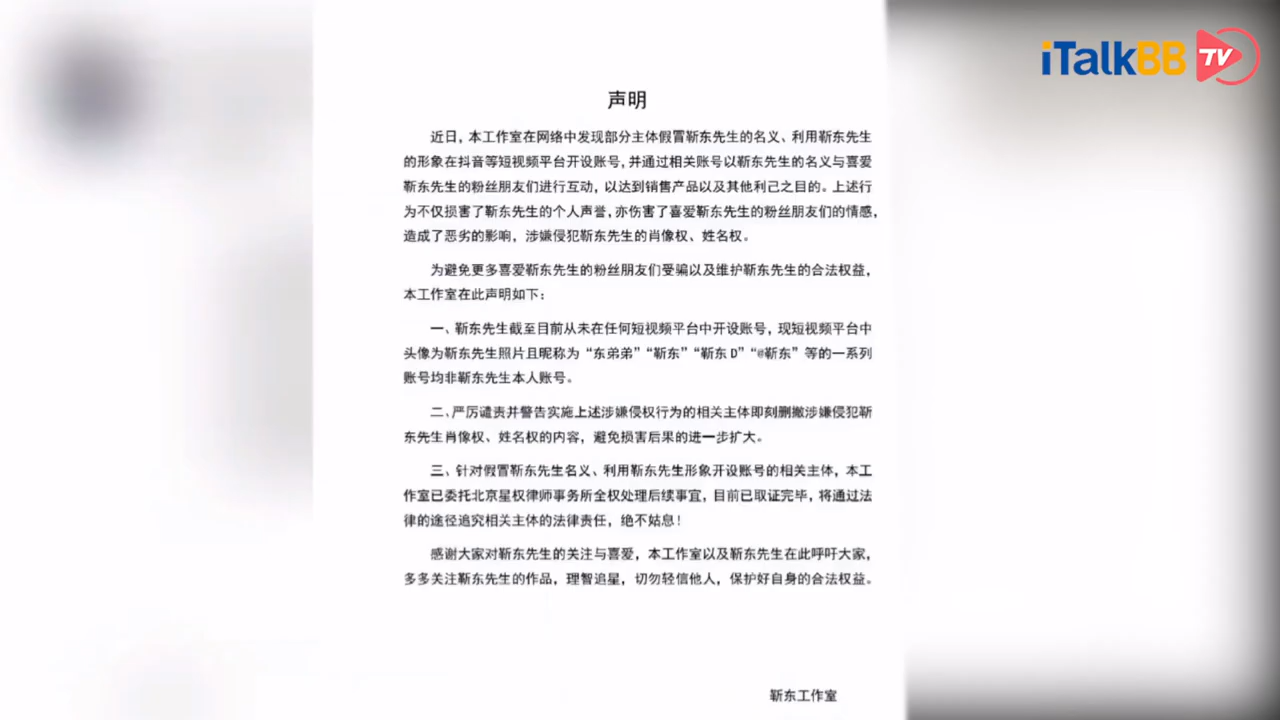 iTalkBB TV
声明
近日，本工作室在网络中发现部分主体假冒靳东先生的名义、利用靳东先生
的形象在抖音等短视频平台开设账号，并通过相关账号以靳东先生的名义与喜爱
靳东先生的粉丝朋友们进行互动，以达到销售产品以及其他利己之目的。上述行
为不仅损害了靳东先生的个人声誉，亦伤害了喜爱靳东先生的粉丝朋友们的情感，
造成了恶劣的影响，涉嫌侵犯靳东先生的肖像权、姓名权。
为避免更多喜爱靳东先生的粉丝朋友们受骗以及维护靳东先生的合法权益，
本工作室在此声明如下：
一、靳东先生截至目前从未在任何短视频平台中开设账号，现短视频平台中
头像为靳东先生照片且昵称为“东弟弟”“靳东”“靳东 D”“@靳东”等的一系列
账号均非靳东先生本人账号。
二、严厉谴责并警告实施上述涉嫌侵权行为的相关主体即刻删撤涉嫌侵犯靳
东先生肖像权、姓名权的内容，避免损害后果的进一步扩大。
三、针对假冒靳东先生名义、利用靳东先生形象开设账号的相关主体，本工
作室已委托北京星权律师事务所全权处理后续事宜，目前已取证完毕，将通过法
律的途径追究相关主体的法律责任，绝不姑息！
感谢大家对靳东先生的关注与喜爱，本工作室以及靳东先生在此呼吁大家，
多多关注靳东先生的作品，理智追星，切勿轻信他人，保护好自身的合法权益。
靳东工作室